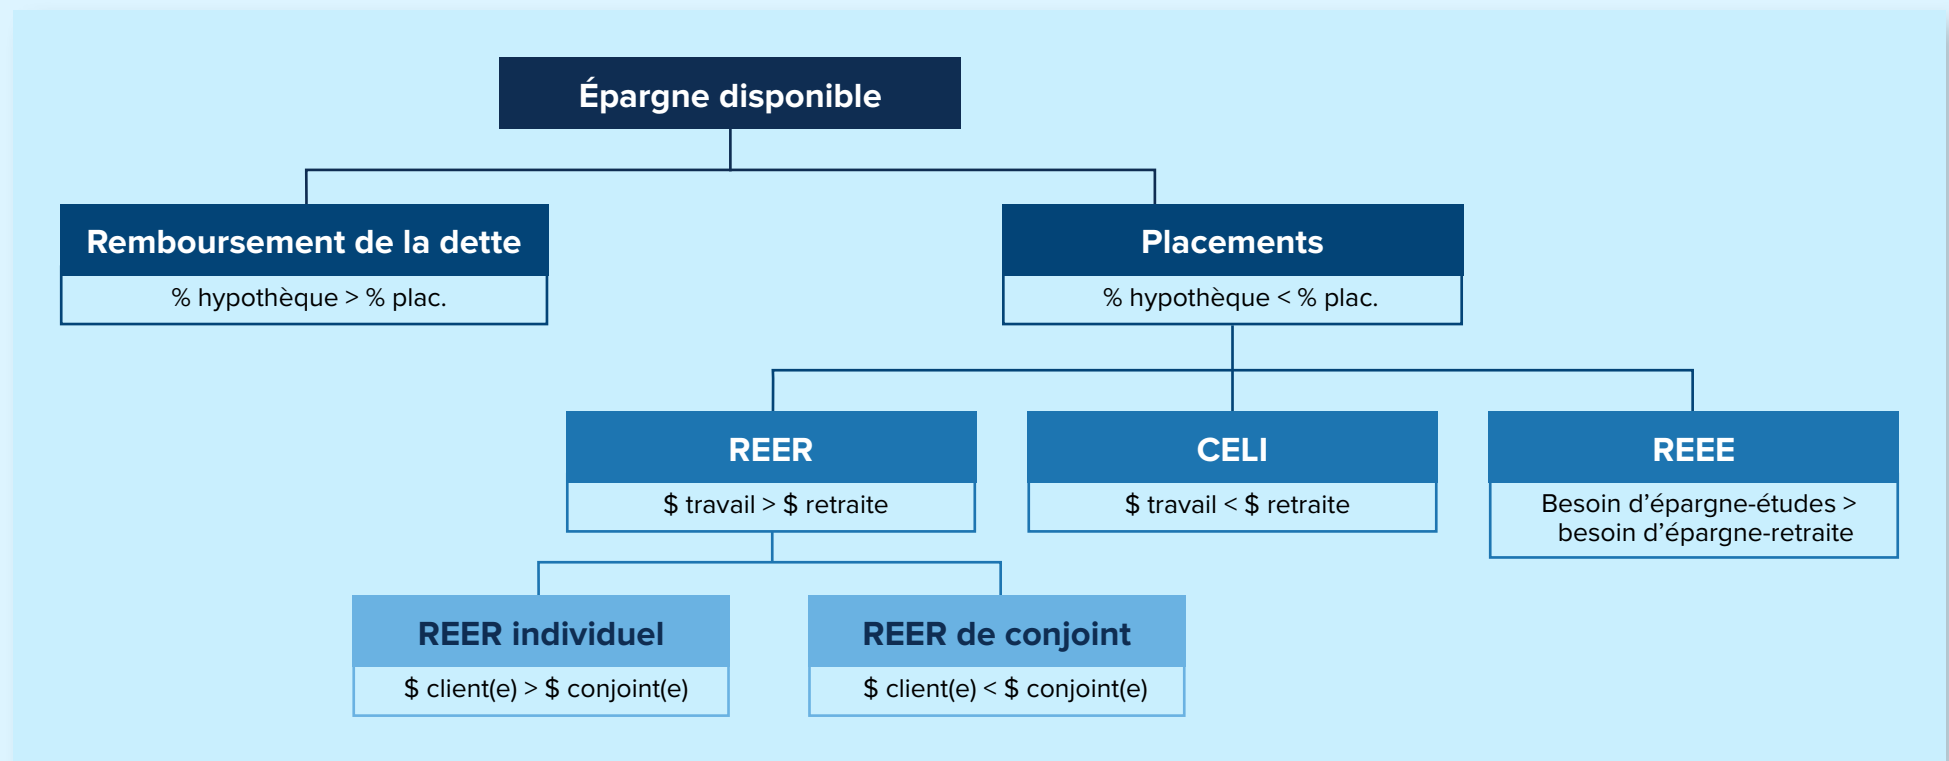 Épargne disponible
Remboursement de la dette
% hypothèque > % plac.
Placements
% hypothèque < % plac.
REER
$ travail > $ retraite
CELI
$ travail < $ retraite
REEE
Besoin d’épargne-études >
besoin d’épargne-retraite
REER individuel
$ client(e) > $ conjoint(e)
REER de conjoint
$ client(e) < $ conjoint(e)